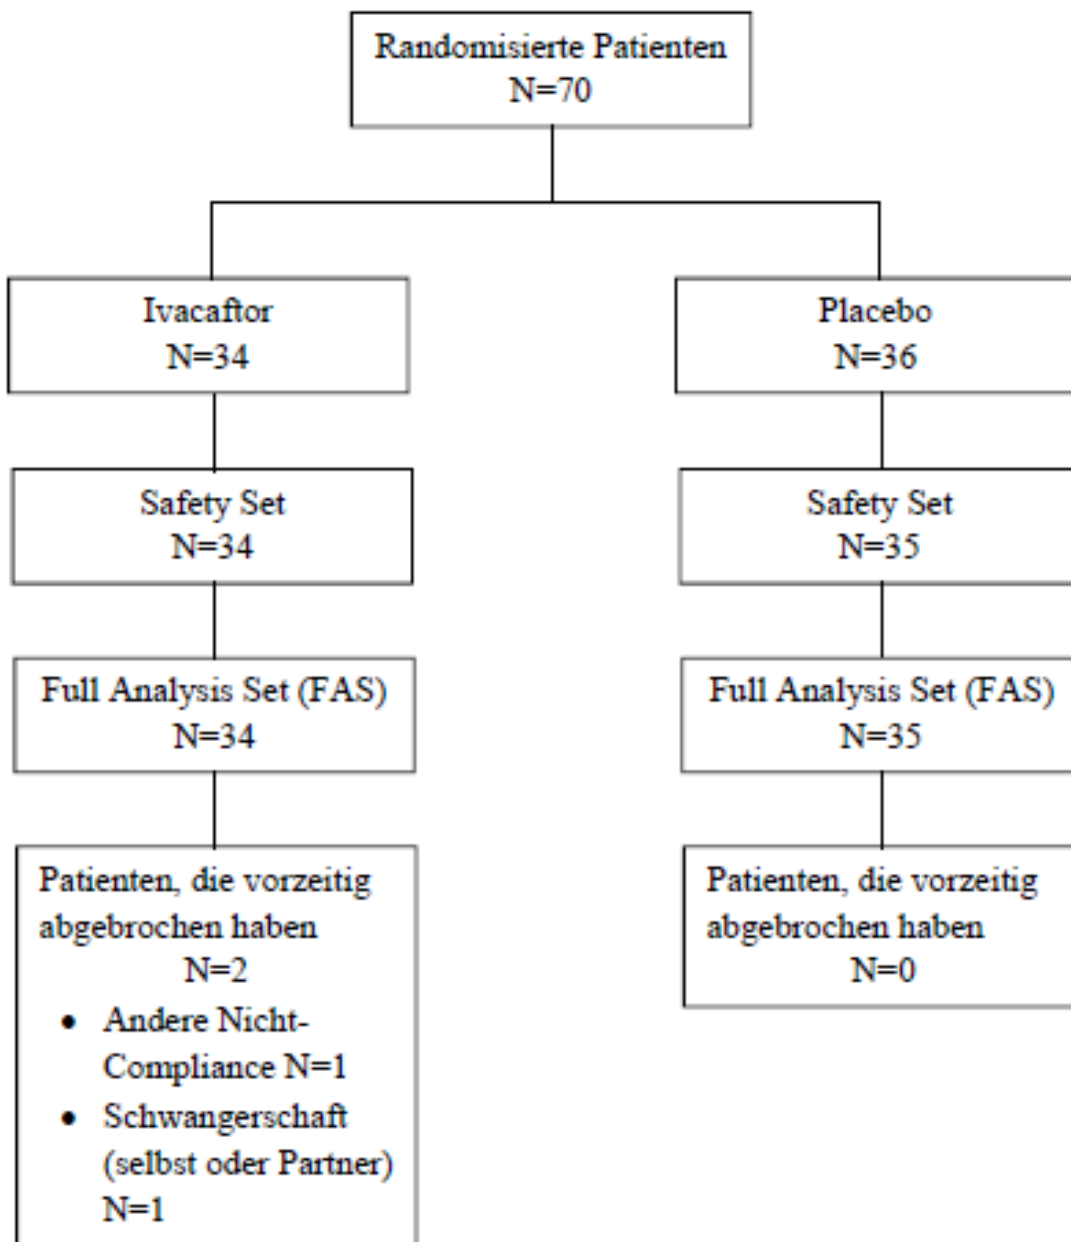 Randomisierte Patienten
N=70
Ivacaftor
N=34
Placebo
N=36
Safety Set
N=34
Safety Set
N=35
Full Analysis Set (FAS)
N=34
Full Analysis Set (FAS)
N=35
Patienten, die vorzeitig
abgebrochen haben
N=2
• Andere Nicht-
Compliance N=1
• Schwangerschaft
(selbst oder Partner)
N=1
Patienten, die vorzeitig
abgebrochen haben
N=0